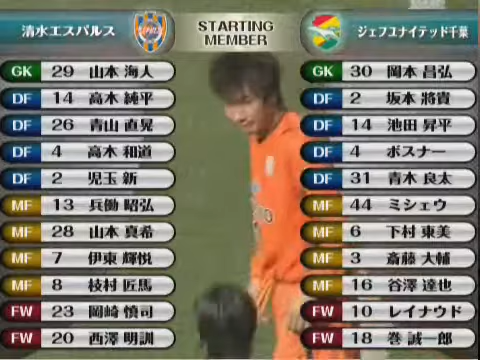 清水エスパルス STARTING MEMBER ジェフユナイテッド千葉
GK 29 山本 海人
DF 14 高木 純平
DF 26 青山 直晃
DF 4 高木 和道
DF 2 児玉 新
MF 13 兵働 昭弘
MF 28 山本 真希
MF 7 伊東 輝悦
MF 8 枝村 匠馬
FW 23 岡崎 慎司
FW 20 西澤 明訓
GK 30 岡本 昌弘
DF 2 坂本 將貴
DF 14 池田 昇平
DF 4 ボスナー
DF 31 青木 良太
MF 44 ミシェウ
MF 6 下村 東美
MF 3 斎藤 大輔
MF 16 谷澤 達也
FW 10 レイナウド
FW 18 巻 誠一郎